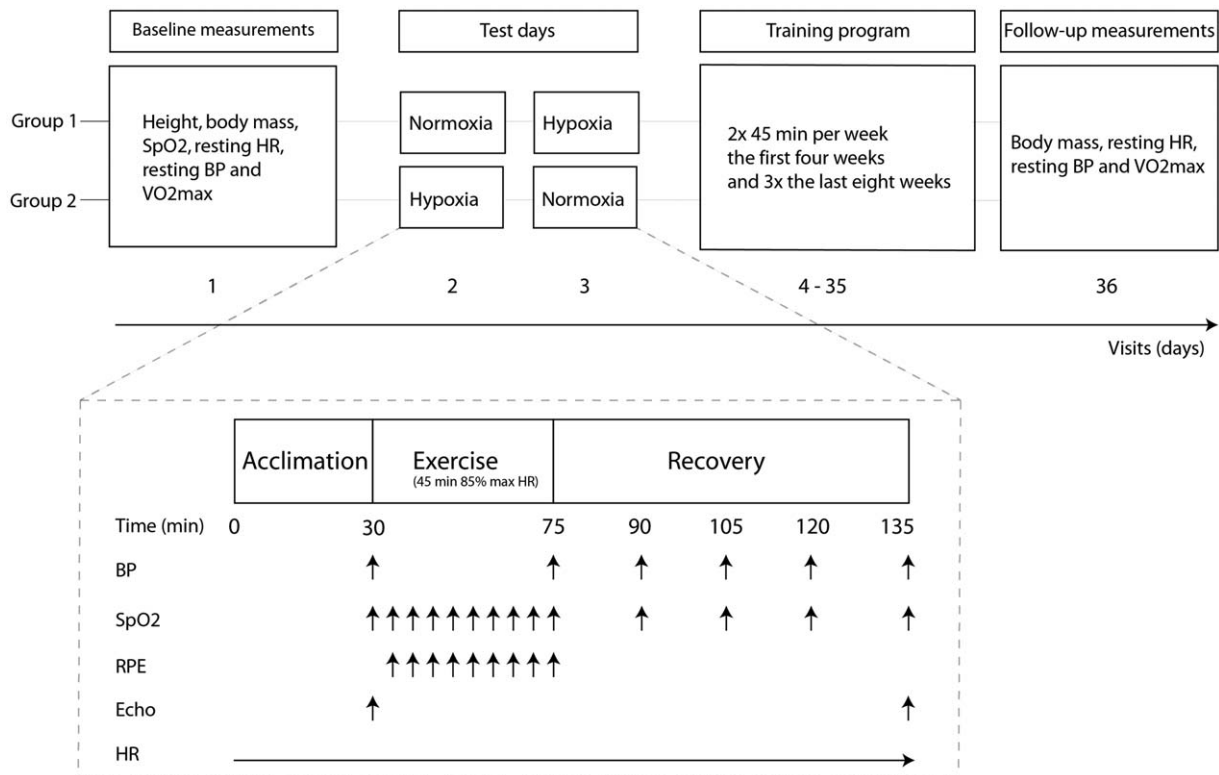 Baseline measurements
Test days
Training program
Follow-up measurements
Group 1
Group 2
Height, body mass,
SpO2, resting HR,
resting BP and
VO2max
Normoxia
Hypoxia
Hypoxia
Normoxia
2x 45 min per week
the first four weeks
and 3x the last eight weeks
Body mass, resting HR,
resting BP and VO2max
1
2
3
4 - 35
36
Visits (days)
Acclimation
Exercise
(45 min 85% max HR)
Recovery
Time (min) 0 30 75 90 105 120 135
BP
SpO2
RPE
Echo
HR